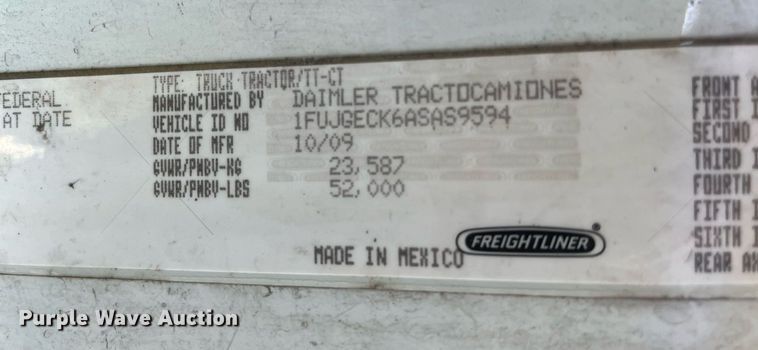 FEDERAL
AT DATE
TYPE: TRUCK TRACTOR/TT-CT
MANUFACTURED BY DAIMLER TRACTOCAMIONES
VEHICLE ID NO 1FUJGECK6ASAS9594
DATE OF MFR 10/09
GVWR/PNBV-KG 23,587
GVWR/PNBV-LBS 52,000
MADE IN MEXICO
FREIGHTLINER®
FRONT A
FIRST I
SECOND
THIRD I
FOURTH
FIFTH I
SIXTH I
REAR AX
Purple Wave Auction